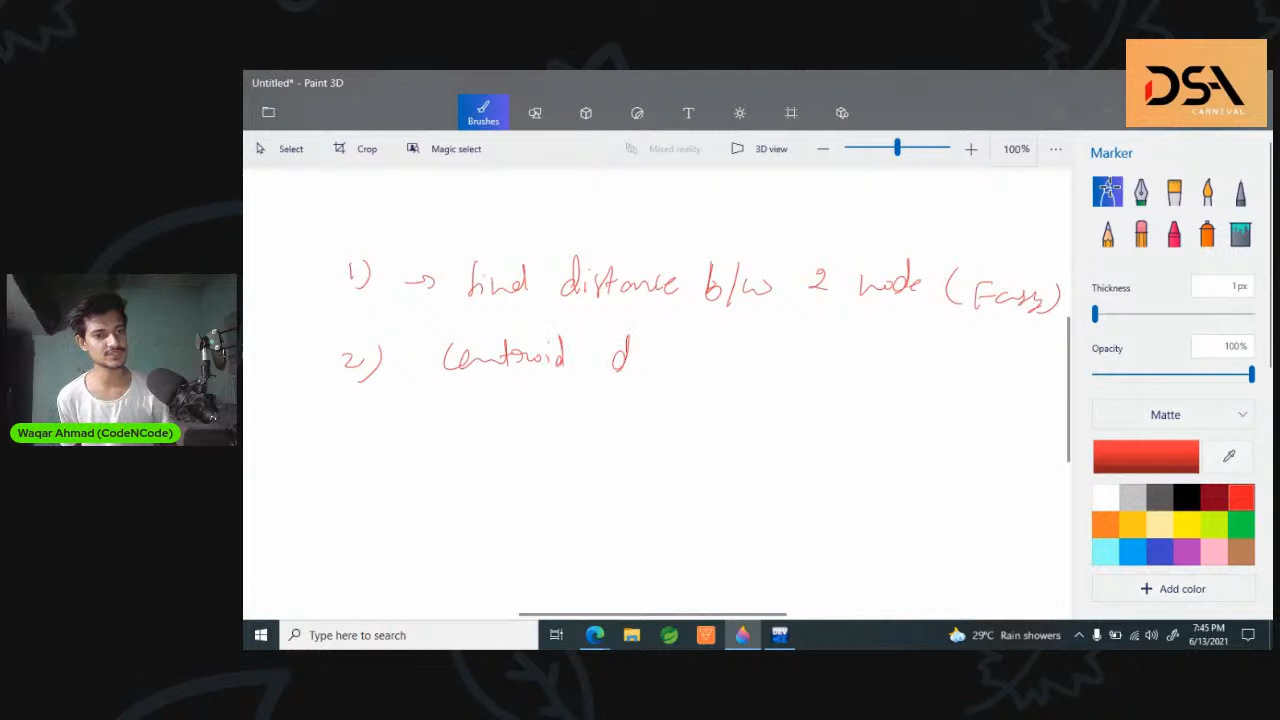 DSA
CARNIVAL
Untitled* - Paint 3D
Brushes
Select
Crop
Magic select
Mixed reality
3D view
100%
Marker
1) → find distance b/w 2 node (Easy)
2) Centroid d
Thickness
1px
Opacity
100%
Matte
Add color
Waqar Ahmad (CodeNCode)
Type here to search
DEV
29°C Rain showers
7:45 PM
6/13/2021